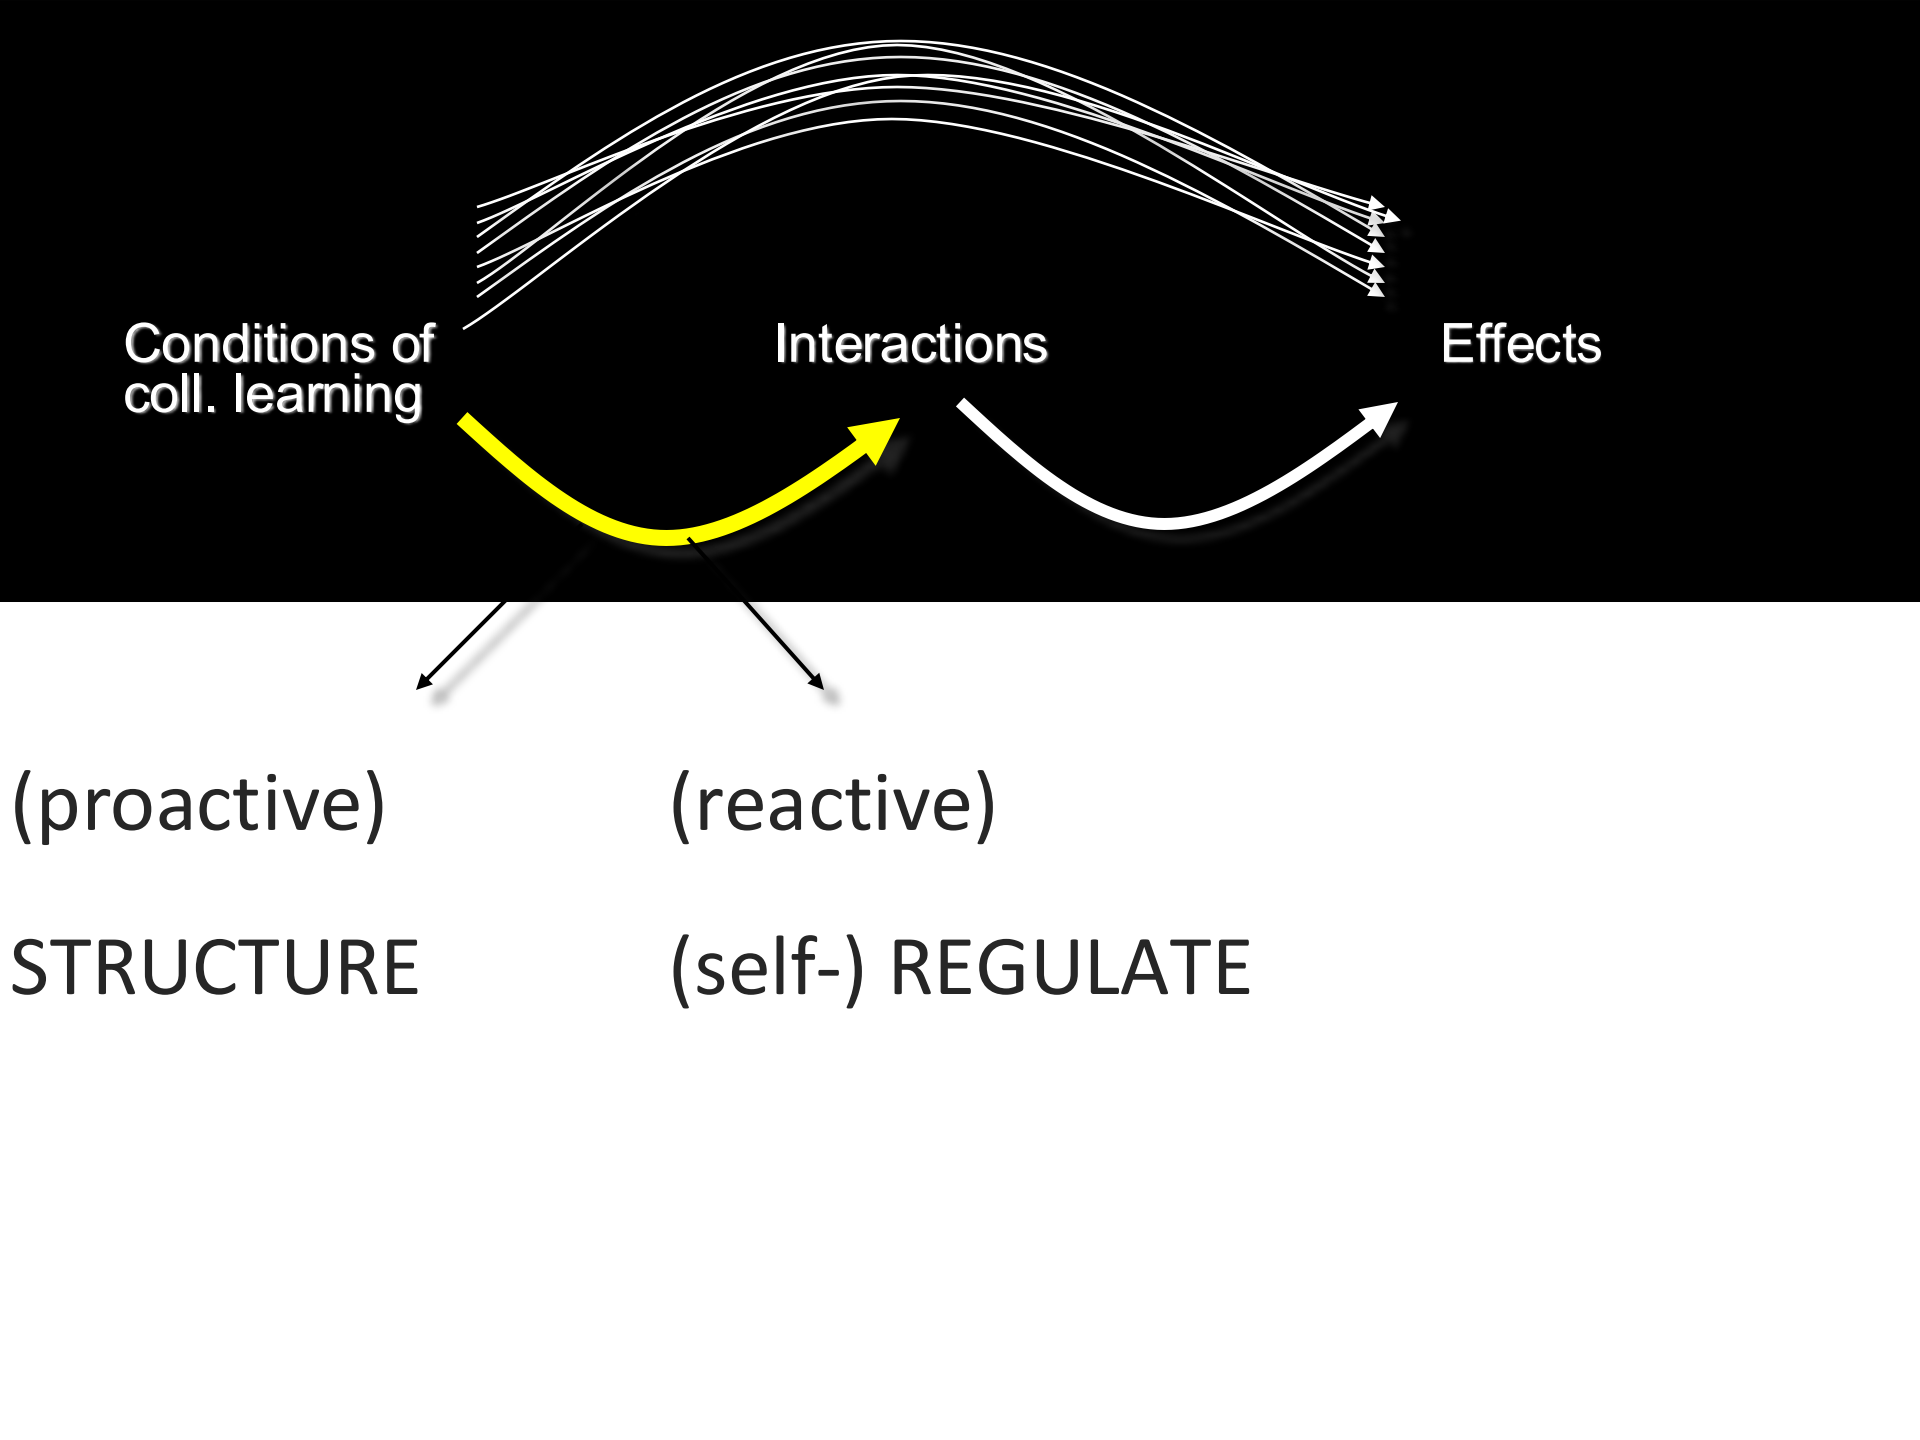 Conditions of
coll. learning
Interactions
Effects
(proactive)
(reactive)
STRUCTURE
(self-) REGULATE